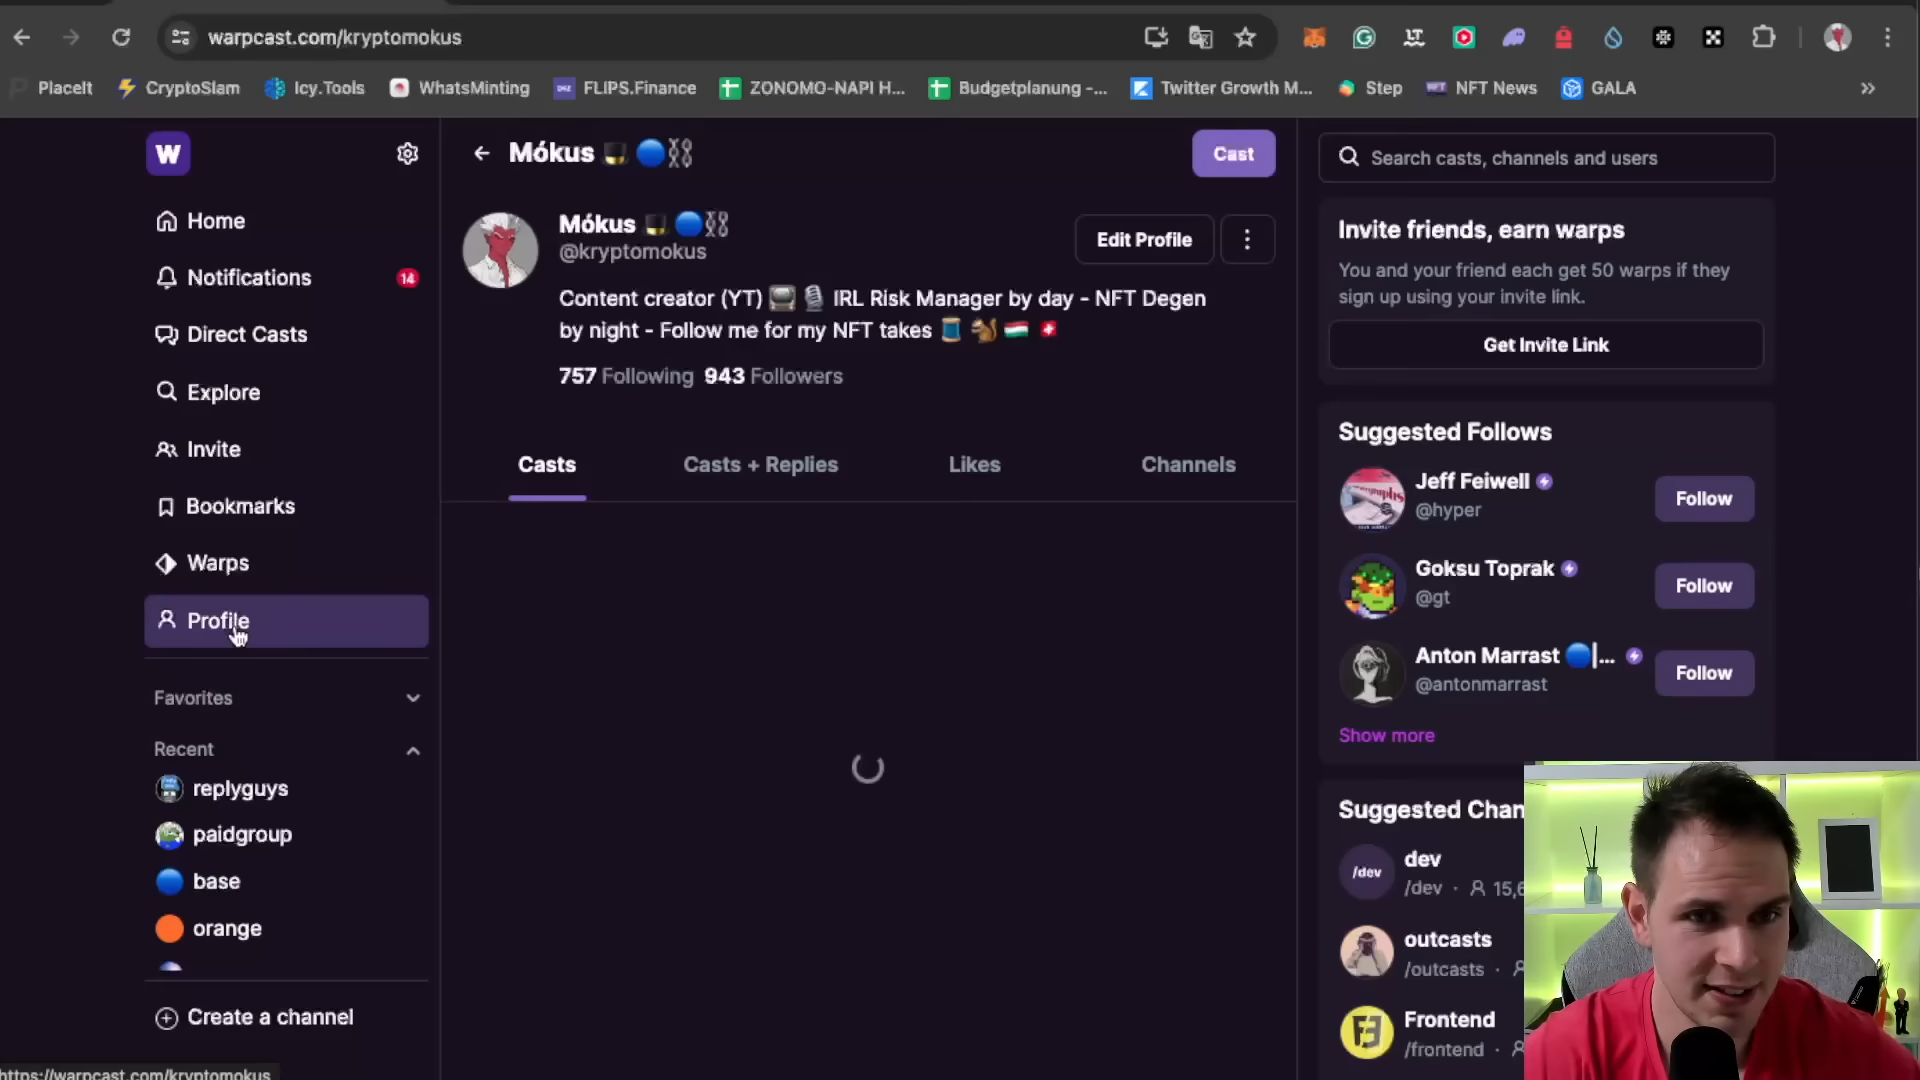 warpcast.com/kryptomokus
PlaceIt
CryptoSlam
Icy.Tools
WhatsMinting
FLIPS.Finance
ZONOMO-NAPI H...
Budgetplanung -...
Twitter Growth M...
Step
NFT News
GALA
W
Home
Notifications
14
Direct Casts
Explore
Invite
Bookmarks
Warps
Profile
Favorites
Recent
replyguys
paidgroup
base
orange
Create a channel
https://warpcast.com/kryptomokus
Mókus
Cast
Mókus
@kryptomokus
Edit Profile
Content creator (YT) IRL Risk Manager by day - NFT Degen
by night - Follow me for my NFT takes
757 Following 943 Followers
Casts
Casts + Replies
Likes
Channels
Search casts, channels and users
Invite friends, earn warps
You and your friend each get 50 warps if they
sign up using your invite link.
Get Invite Link
Suggested Follows
Jeff Feiwell
@hyper
Follow
Goksu Toprak
@gt
Follow
Anton Marrast |...
@antonmarrast
Follow
Show more
Suggested Chan
/dev
dev
/dev · 15,6
outcasts
/outcasts ·
Frontend
/frontend ·